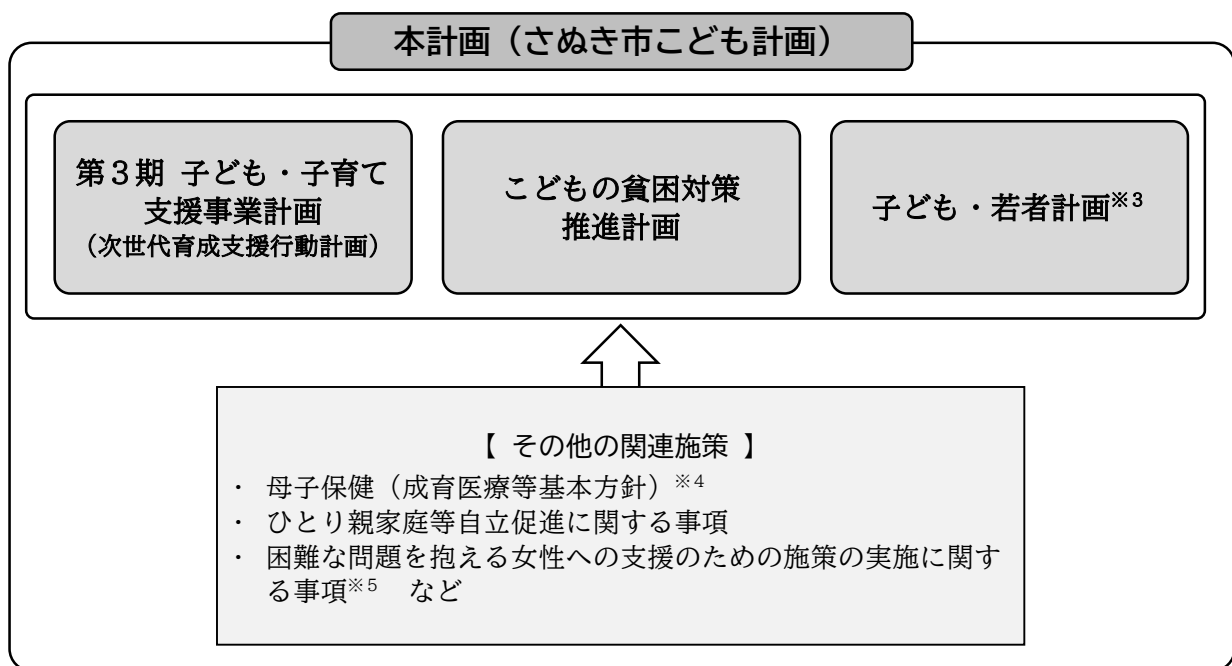 本計画（さぬき市こども計画）
第３期 子ども・子育て
支援事業計画
（次世代育成支援行動計画）
こどもの貧困対策
推進計画
子ども・若者計画※3
【 その他の関連施策 】
・ 母子保健（成育医療等基本方針）※4
・ ひとり親家庭等自立促進に関する事項
・ 困難な問題を抱える女性への支援のための施策の実施に関す
る事項※5　など